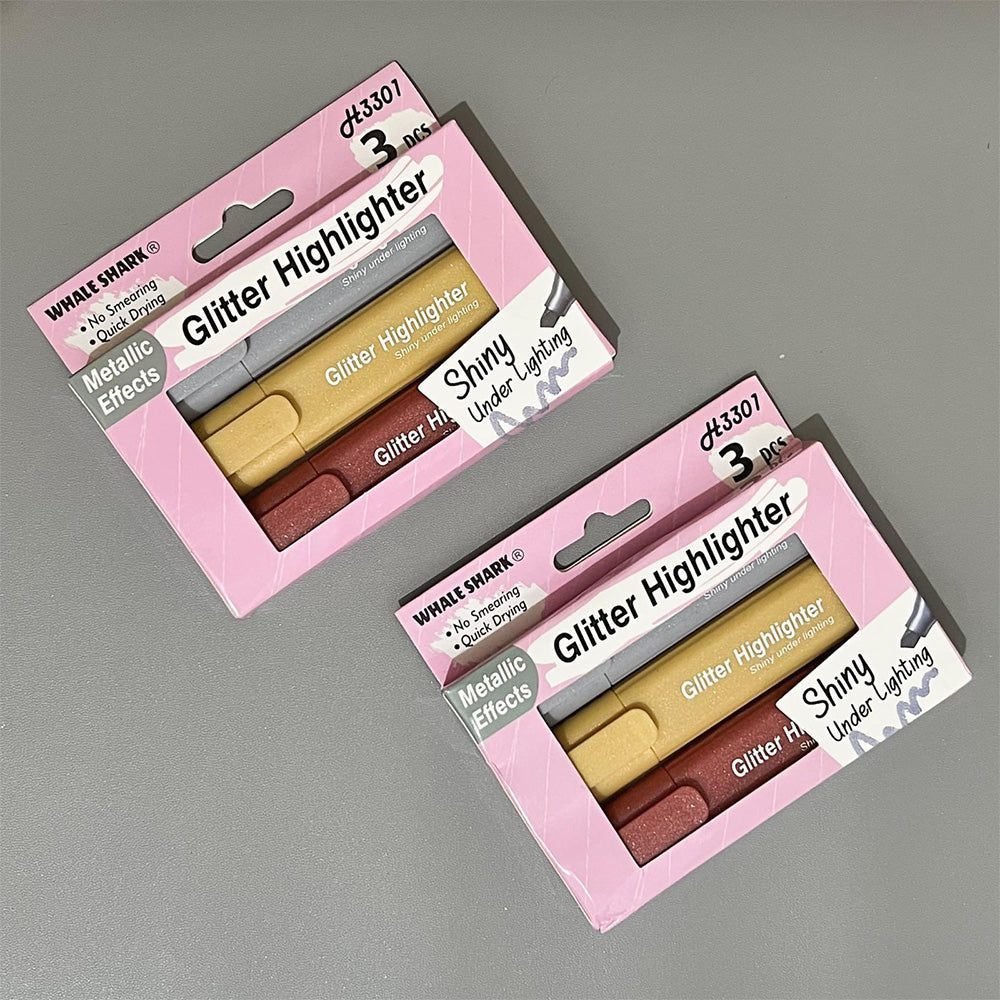 H3301
3 PCS
WHALE SHARK®
• No Smearing
• Quick Drying
Glitter Highlighter
Metallic
Effects
Shiny under lighting
Glitter Highlighter
Shiny under lighting
Glitter Hi
Shiny
Under Lighting
H3301
3 PCS
WHALE SHARK®
• No Smearing
• Quick Drying
Glitter Highlighter
Metallic
Effects
Shiny under lighting
Glitter Highlighter
Shiny under lighting
Glitter Hi
Shiny
Under Lighting